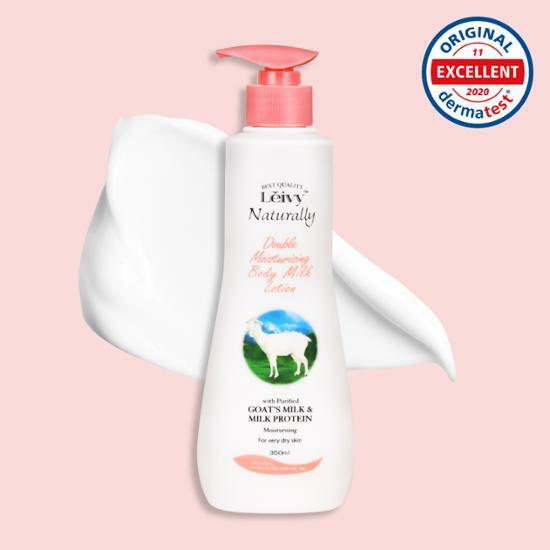 ORIGINAL
11
EXCELLENT
2020
dermatest®
BEST QUALITY
Lèivy™
Naturally
Double
Moisturising
Body Milk
Lotion
with Purified
GOAT'S MILK &
MILK PROTEIN
Moisturising
For very dry skin
350ml